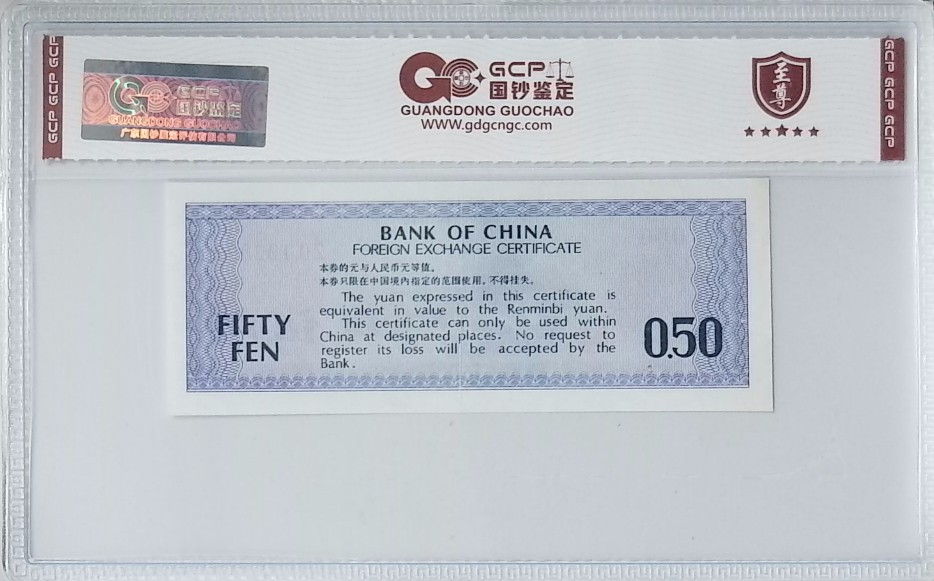 GCP GCP GCP
GCP
国钞鉴定
GUANGDONG GUOCHAO
广东国钞鉴定评估有限公司
GCP
国钞鉴定
GUANGDONG GUOCHAO
www.gdgcngc.com
至尊
GCP GCP GCP
BANK OF CHINA
FOREIGN EXCHANGE CERTIFICATE
本券的元与人民币元等值。
本券只限在中国境内指定的范围使用。不得挂失。
The yuan expressed in this certificate is
equivalent in value to the Renminbi yuan.
This certificate can only be used within
China at designated places. No request to
register its loss will be accepted by the
Bank.
FIFTY
FEN
0.50